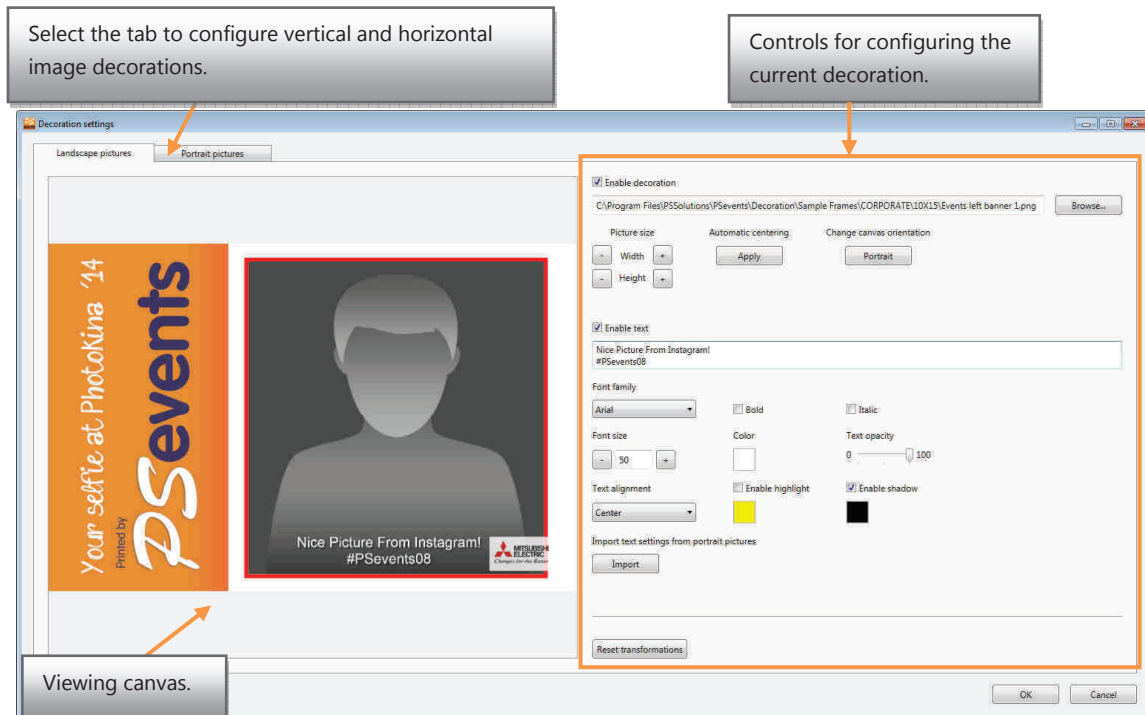 Select the tab to configure vertical and horizontal
image decorations.
Controls for configuring the
current decoration.
Decoration settings
Landscape pictures
Portrait pictures
Enable decoration
C:\Program Files\PSSolutions\PSevents\Decoration\Sample Frames\CORPORATE\10X15\Events left banner 1.png
Browse...
Picture size
Automatic centering
Change canvas orientation
- Width +
Apply
Portrait
- Height +
Enable text
Nice Picture From Instagram!
#PSevents08
Font family
Arial
Bold
Italic
Font size
Color
Text opacity
- 50 +
0
100
Text alignment
Enable highlight
Enable shadow
Center
Import text settings from portrait pictures
Import
Reset transformations
OK
Cancel
Your selfie at PhotoKina '14
Printed by
PSevents
Nice Picture From Instagram!
#PSevents08
MITSUBISHI
ELECTRIC
Changes for the Better
Viewing canvas.